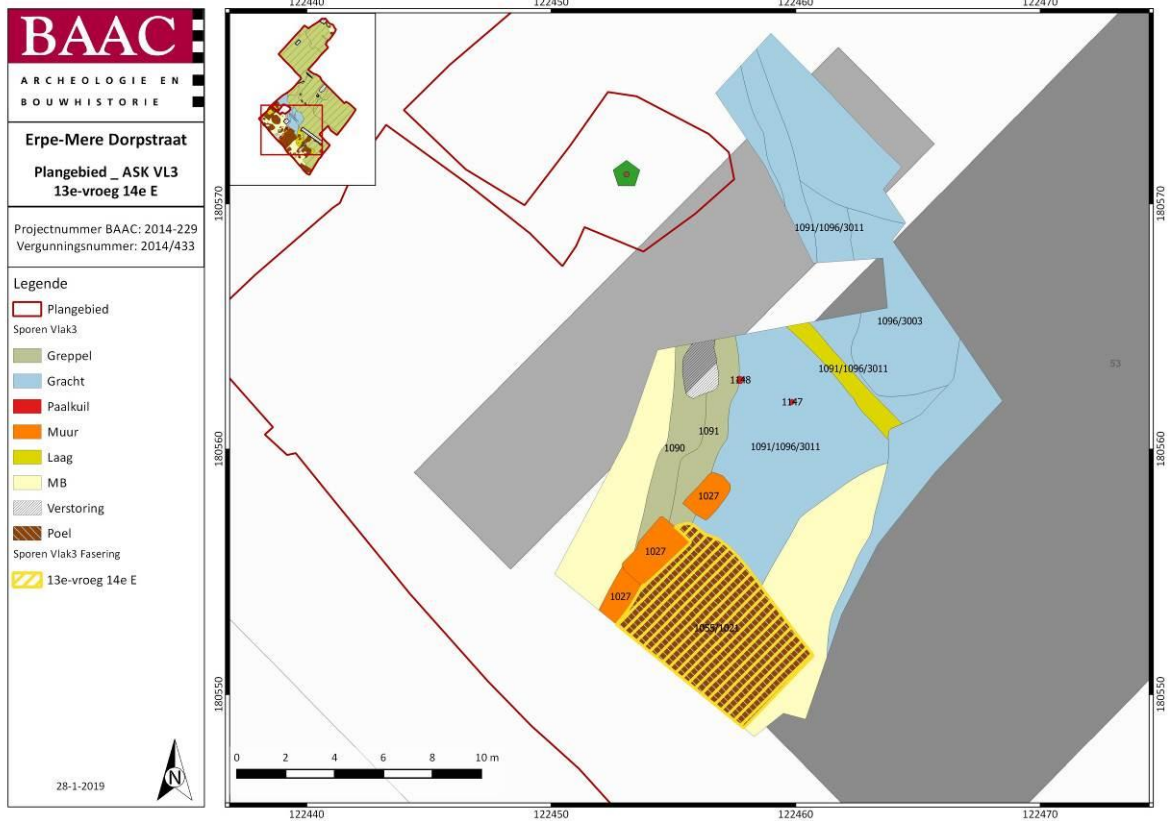 BAAC
ARCHEOLOGIE EN
BOUWHISTORIE
Erpe-Mere Dorpstraat
Plangebied _ ASK VL3
13e-vroeg 14e E
Projectnummer BAAC: 2014-229
Vergunningsnummer: 2014/433
Legende
Plangebied
Sporen Vlak3
Greppel
Gracht
Paalkuil
Muur
Laag
MB
Verstoring
Poel
Sporen Vlak3 Fasering
13e-vroeg 14e E
28-1-2019
N
122440 122450 122460 122470
180570
180560
180550
180570
180560
180550
1091/1096/3011
1096/3003
1091/1096/3011
53
1148
1147
1091
1090
1091/1096/3011
1027
1027
1027
1055/1021
0 2 4 6 8 10 m
122440 122450 122460 122470